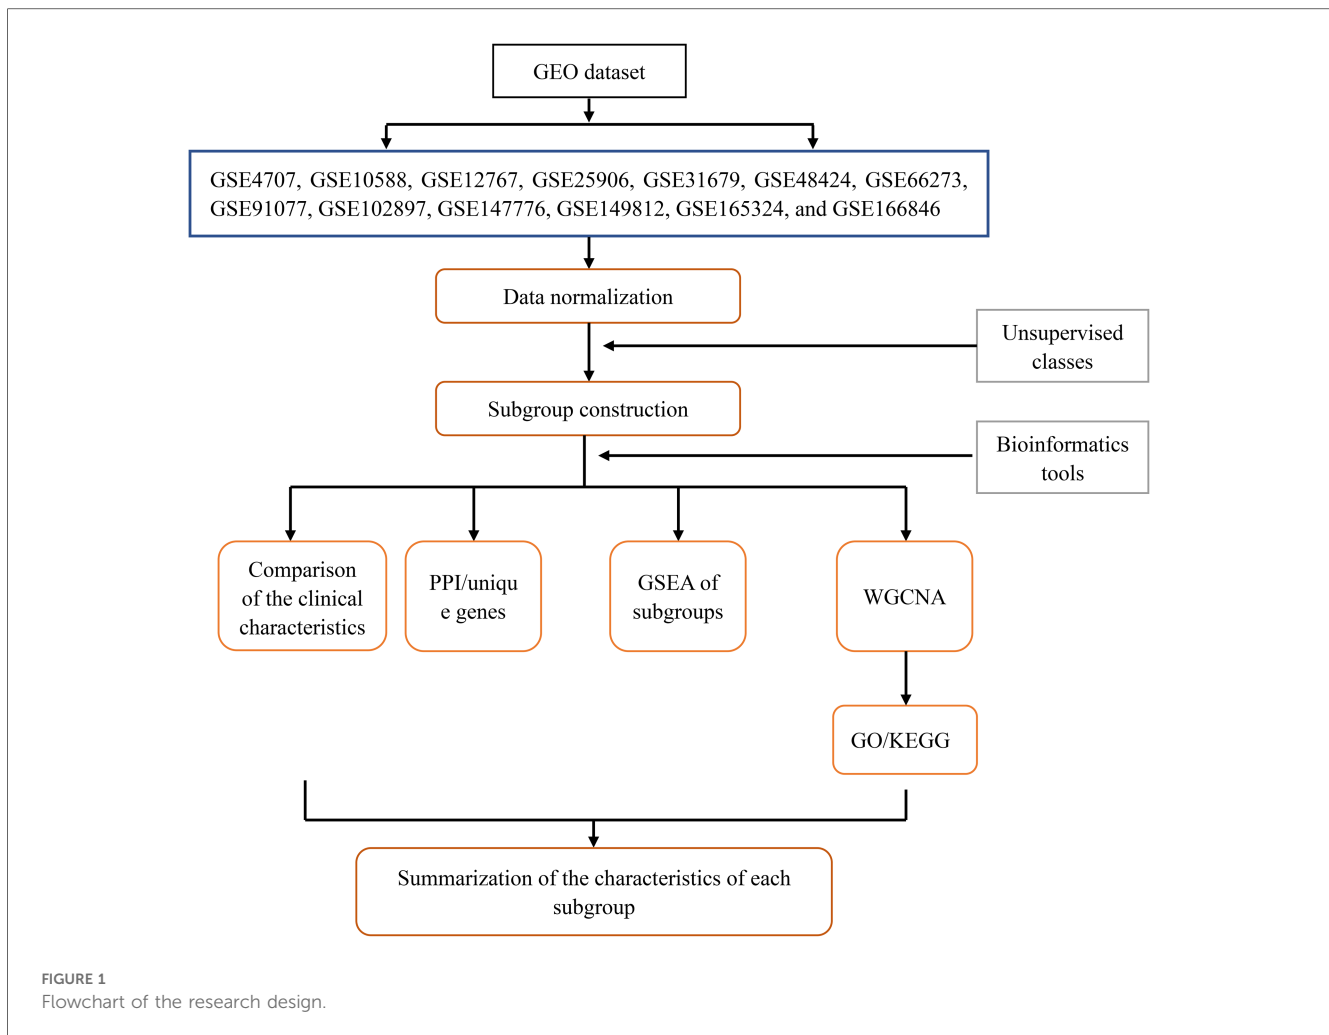 GEO dataset
GSE4707, GSE10588, GSE12767, GSE25906, GSE31679, GSE48424, GSE66273,
GSE91077, GSE102897, GSE147776, GSE149812, GSE165324, and GSE166846
Data normalization
Unsupervised
classes
Subgroup construction
Bioinformatics
tools
Comparison
of the clinical
characteristics
PPI/uniqu
e genes
GSEA of
subgroups
WGCNA
GO/KEGG
Summarization of the characteristics of each
subgroup
FIGURE 1
Flowchart of the research design.